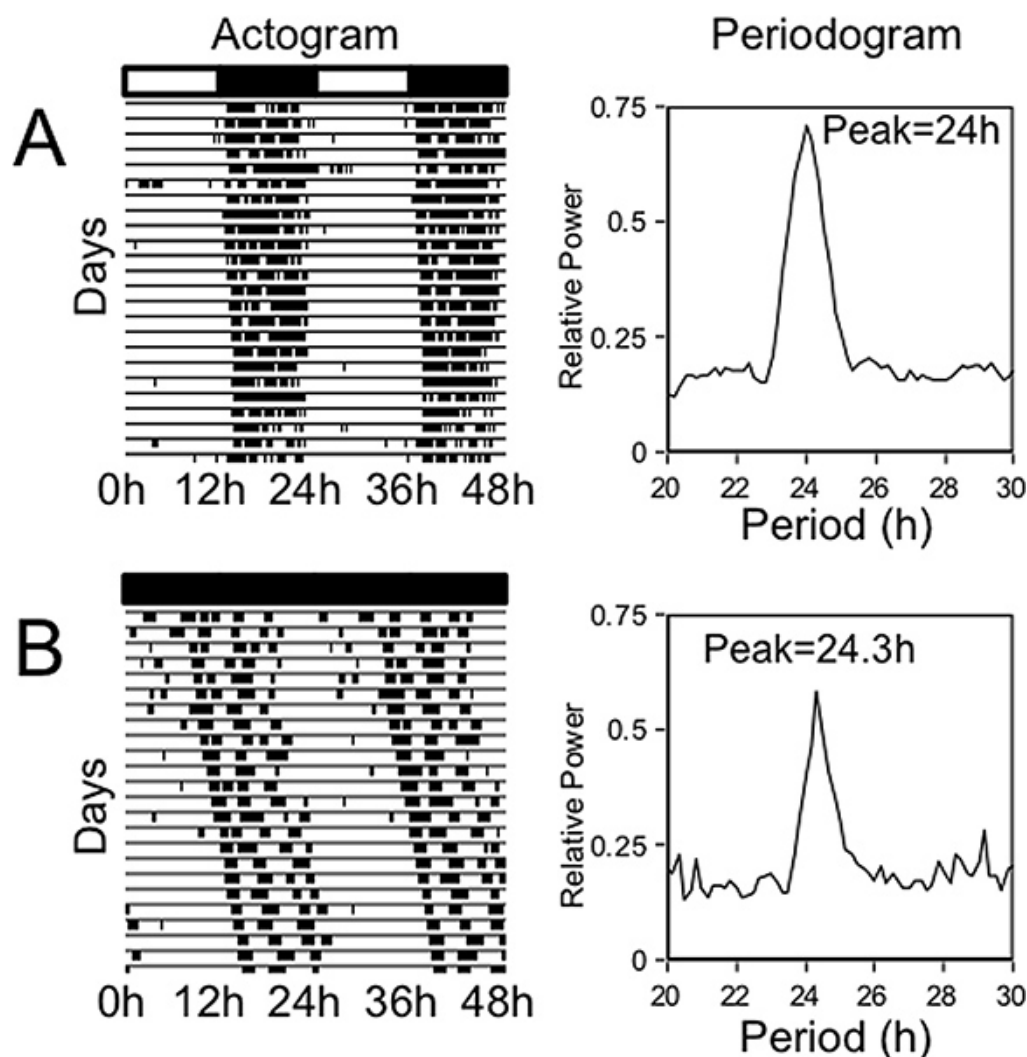 Actogram
Periodogram
A
Days
0h 12h 24h 36h 48h
Relative Power
0.75
0.5
0.25
0
Peak=24h
20 22 24 26 28 30
Period (h)
B
Days
0h 12h 24h 36h 48h
Relative Power
0.75
0.5
0.25
0
Peak=24.3h
20 22 24 26 28 30
Period (h)